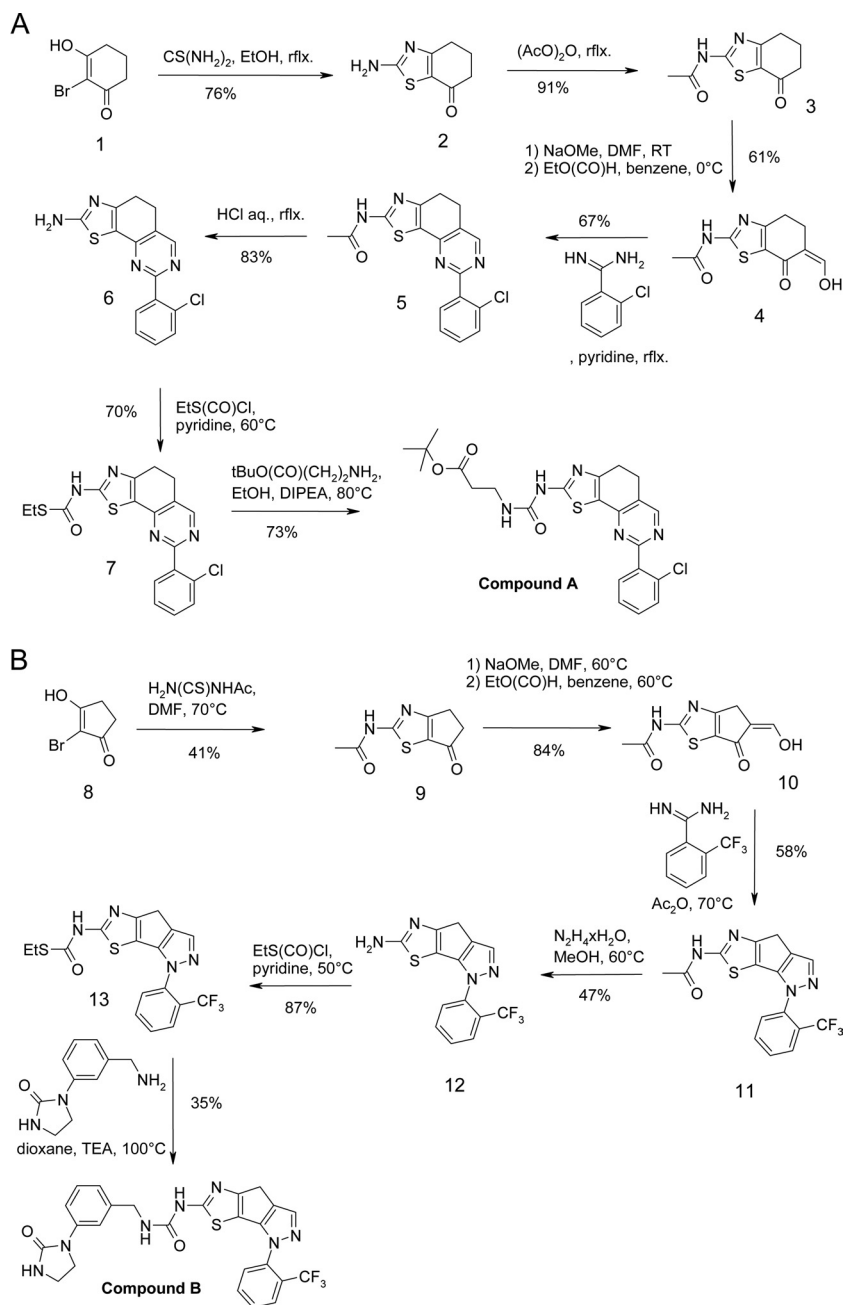 A
HO
Br
O
1
CS(NH2)2, EtOH, rflx.
76%
H2N
N
S
O
2
(AcO)2O, rflx.
91%
H
N
N
S
O
O
3
1) NaOMe, DMF, RT
2) EtO(CO)H, benzene, 0°C
61%
H
N
N
S
O
O
OH
4
67%
HN
NH2
Cl
, pyridine, rflx.
H
N
N
S
O
N
N
Cl
5
HCl aq., rflx.
83%
H2N
N
S
N
N
Cl
6
70%
EtS(CO)Cl,
pyridine, 60°C
H
N
N
EtS
S
O
N
N
Cl
7
tBuO(CO)(CH2)2NH2,
EtOH, DIPEA, 80°C
73%
O
O
N
H
O
H
N
N
S
N
N
Cl
Compound A
B
HO
Br
O
8
H2N(CS)NHAc,
DMF, 70°C
41%
H
N
N
S
O
O
9
1) NaOMe, DMF, 60°C
2) EtO(CO)H, benzene, 60°C
84%
H
N
N
S
O
O
OH
10
HN
NH2
CF3
58%
Ac2O, 70°C
H
N
N
S
O
N
N
CF3
11
N2H4xH2O,
MeOH, 60°C
47%
H2N
N
S
N
N
CF3
12
EtS(CO)Cl,
pyridine, 50°C
87%
H
N
N
EtS
S
O
N
N
CF3
13
NH2
O
N
HN
35%
dioxane, TEA, 100°C
O
N
HN
N
H
O
H
N
N
S
N
N
CF3
Compound B